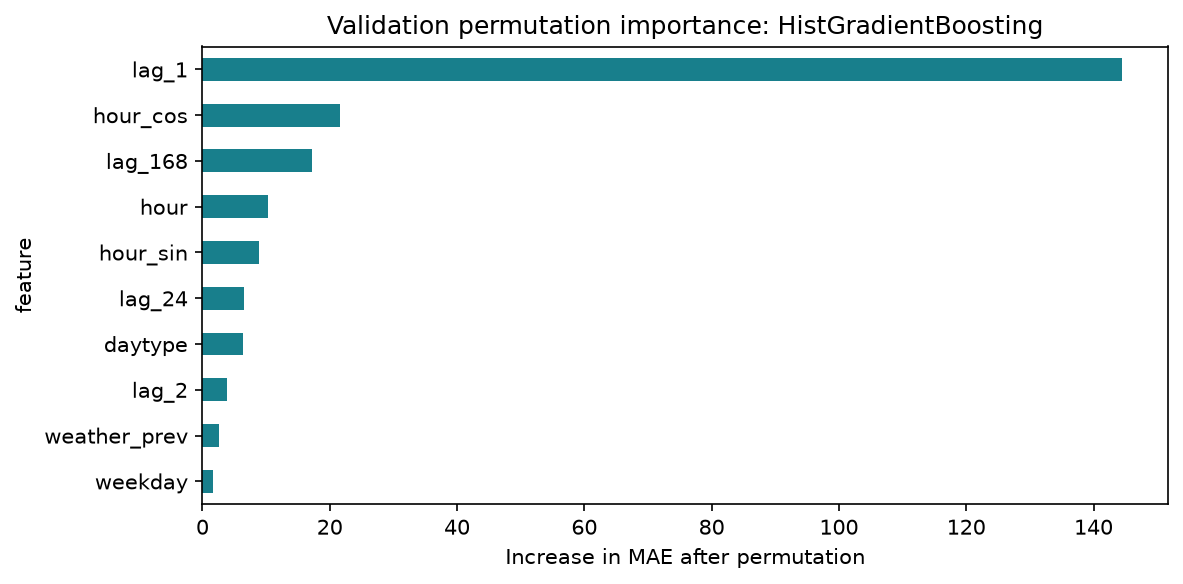 Validation permutation importance: HistGradientBoosting
lag_1
hour_cos
lag_168
hour
hour_sin
lag_24
daytype
lag_2
weather_prev
weekday
feature
0 20 40 60 80 100 120 140
Increase in MAE after permutation